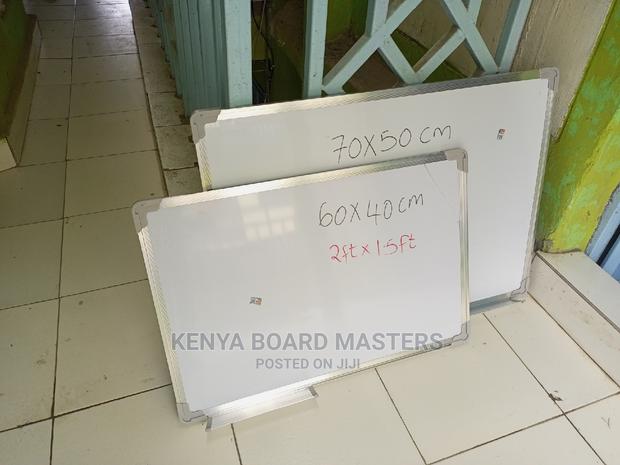 70X50 cm
60X40 cm
2ft x 1.5ft
KENYA BOARD MASTERS
POSTED ON JIJI